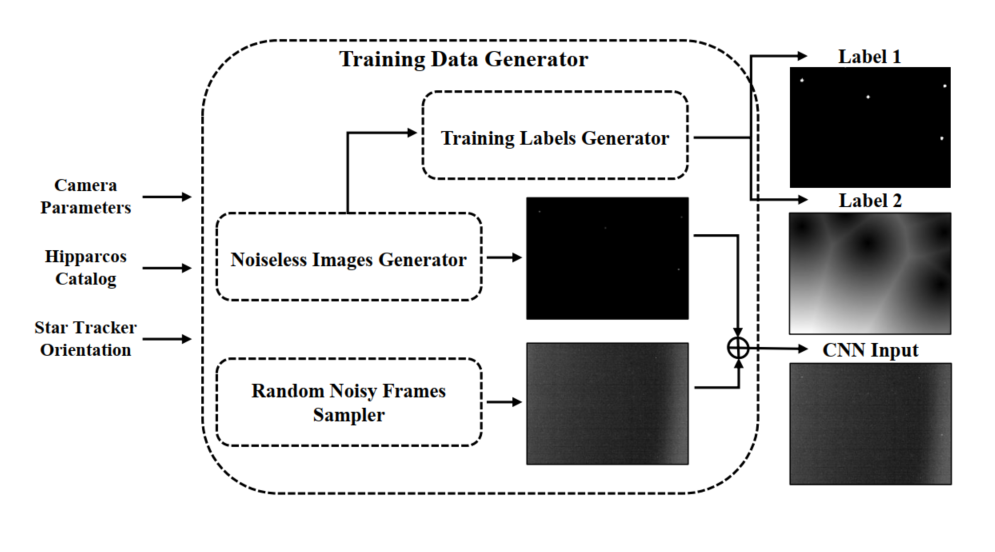 Training Data Generator
Label 1
Training Labels Generator
Camera
Parameters
Label 2
Hipparcos
Catalog
Noiseless Images Generator
Star Tracker
Orientation
CNN Input
Random Noisy Frames
Sampler